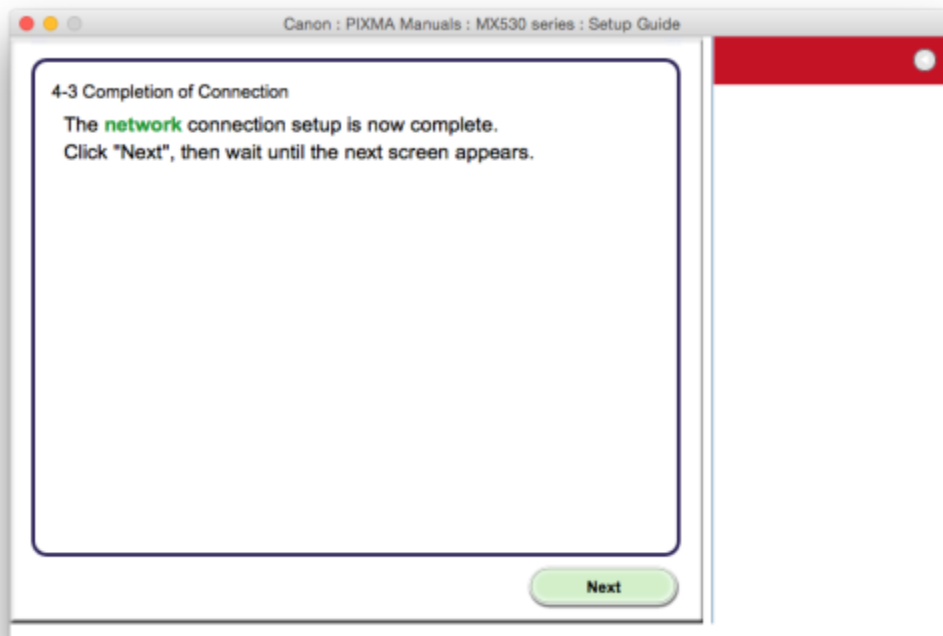 Canon : PIXMA Manuals : MX530 series : Setup Guide
4-3 Completion of Connection
The network connection setup is now complete.
Click "Next", then wait until the next screen appears.
Next